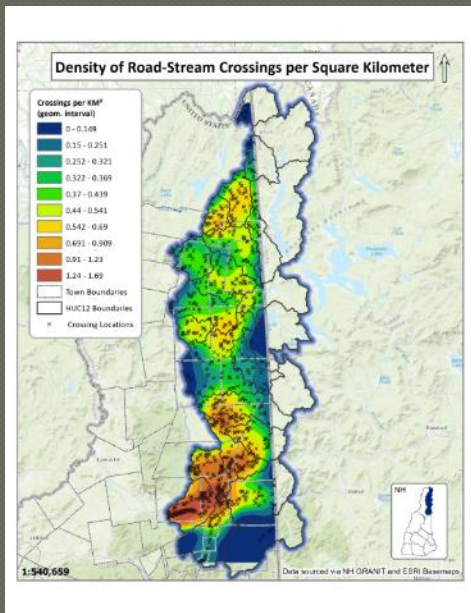 Density of Road-Stream Crossings per Square Kilometer
Crossings per KM²
(geom. interval)
0 - 0.149
0.15 - 0.251
0.252 - 0.321
0.322 - 0.369
0.37 - 0.439
0.44 - 0.541
0.542 - 0.69
0.691 - 0.909
0.91 - 1.23
1.24 - 1.69
Town Boundaries
HUC12 Boundaries
Crossing Locations
UNITED STATES
CANADA
NH
1:540,659
Data sourced via NH GRANIT and ESRI Basemaps